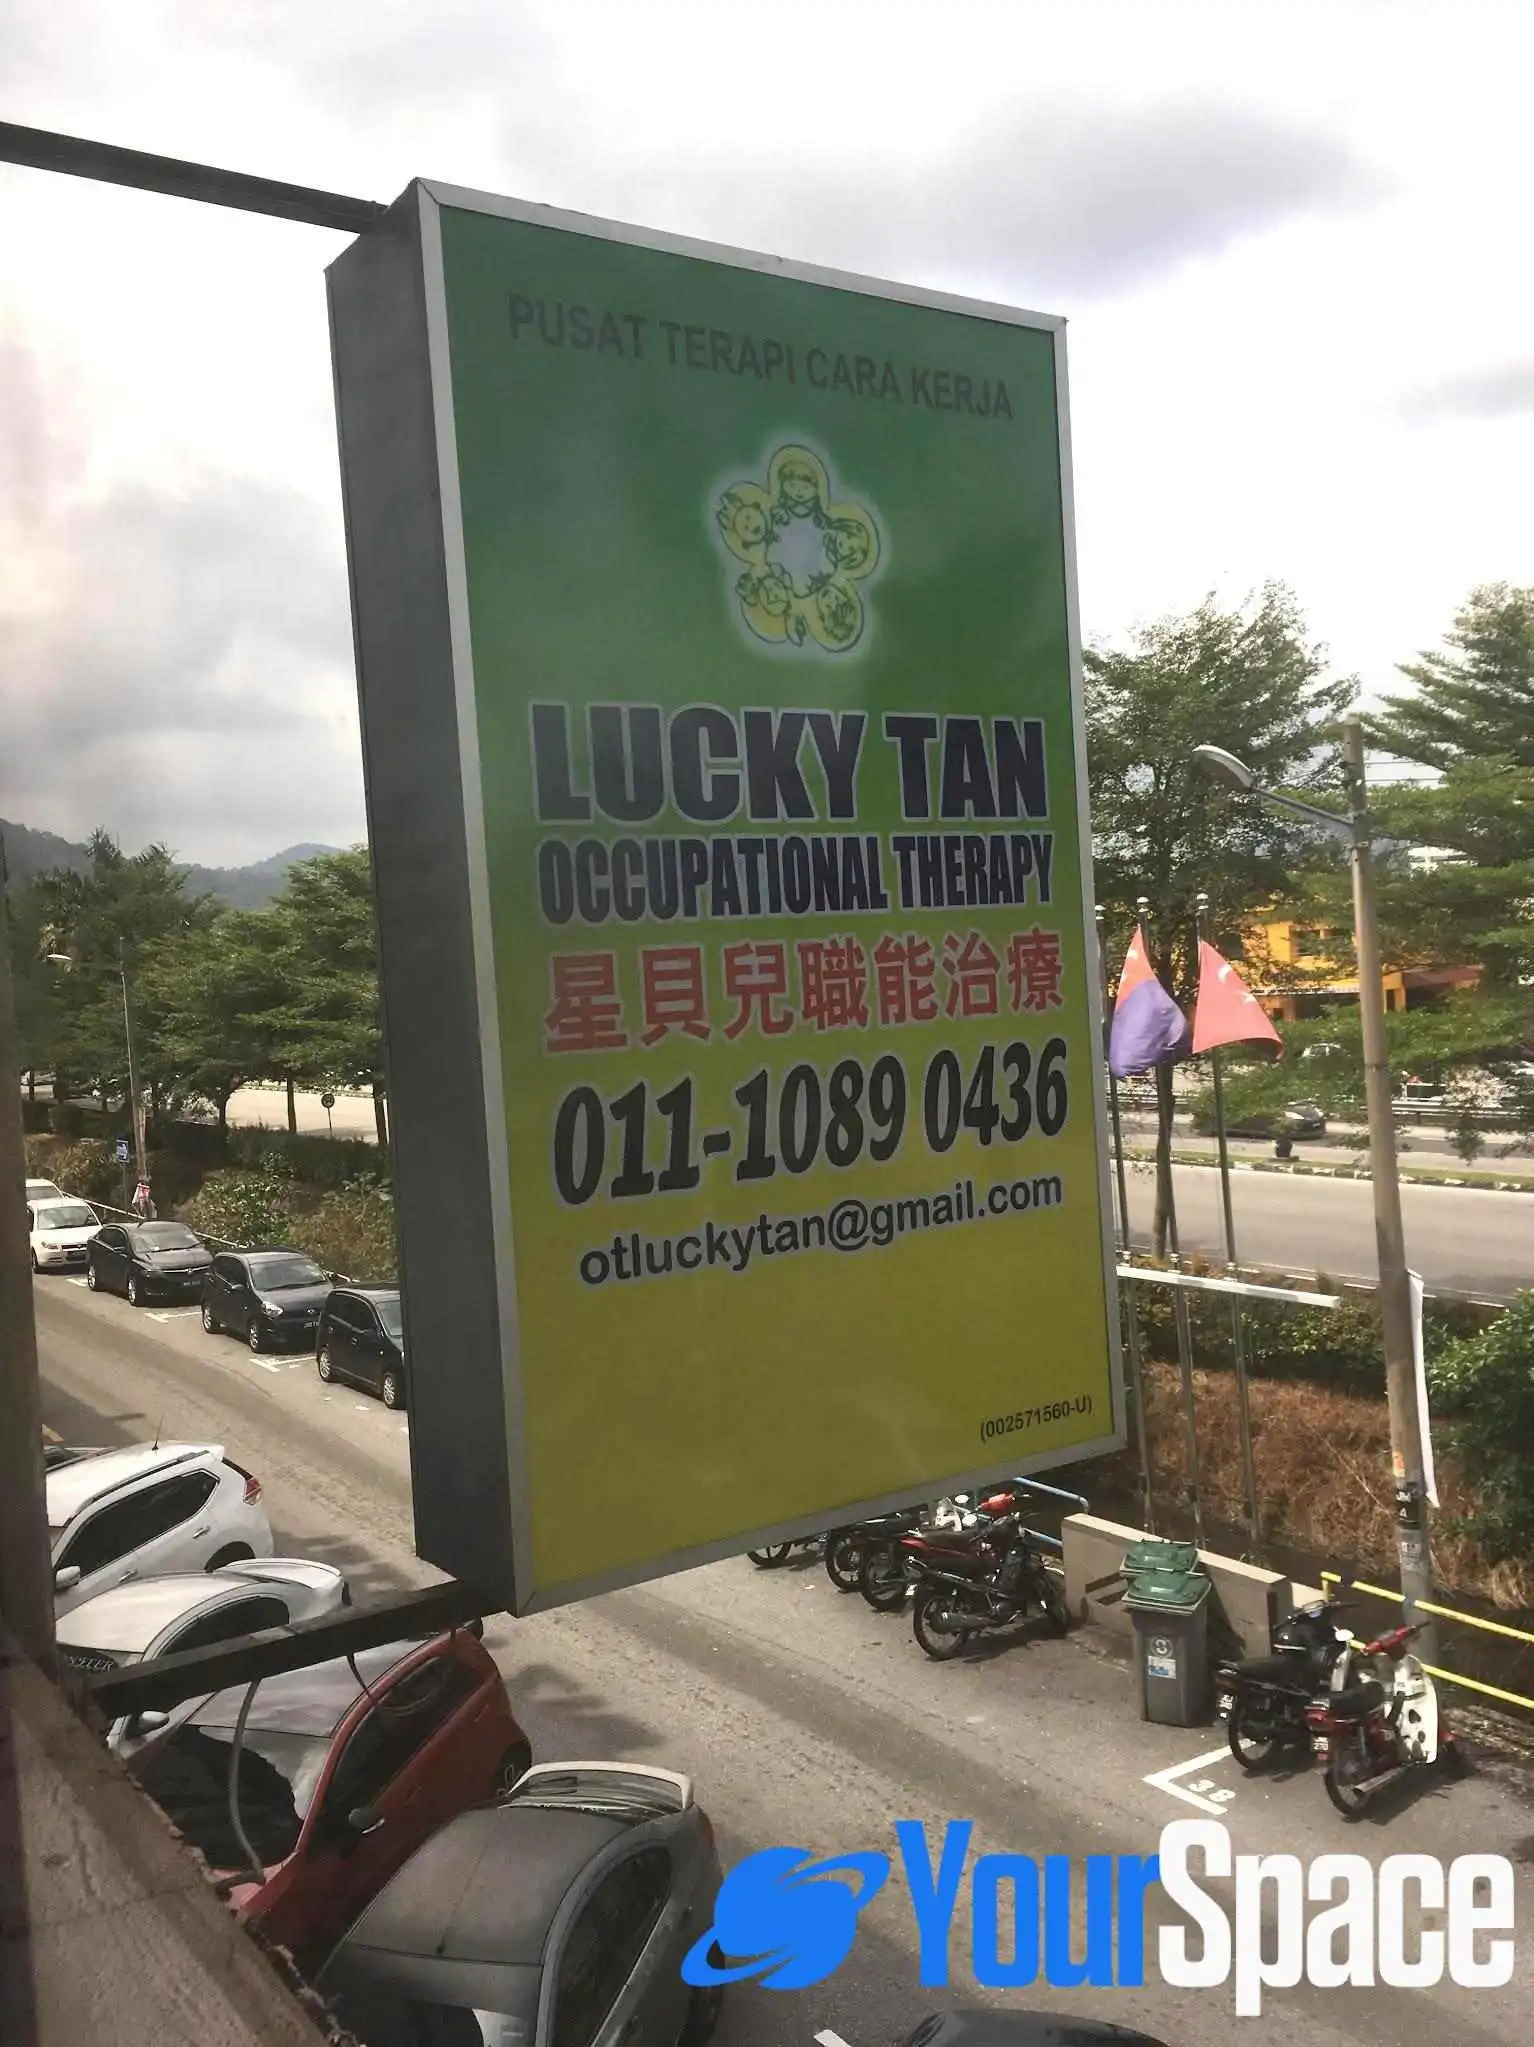 PUSAT TERAPI CARA KERJA
LUCKY TAN
OCCUPATIONAL THERAPY
星貝兒職能治療
011-1089 0436
otluckytan@gmail.com
(002571560-U)
38
YourSpace